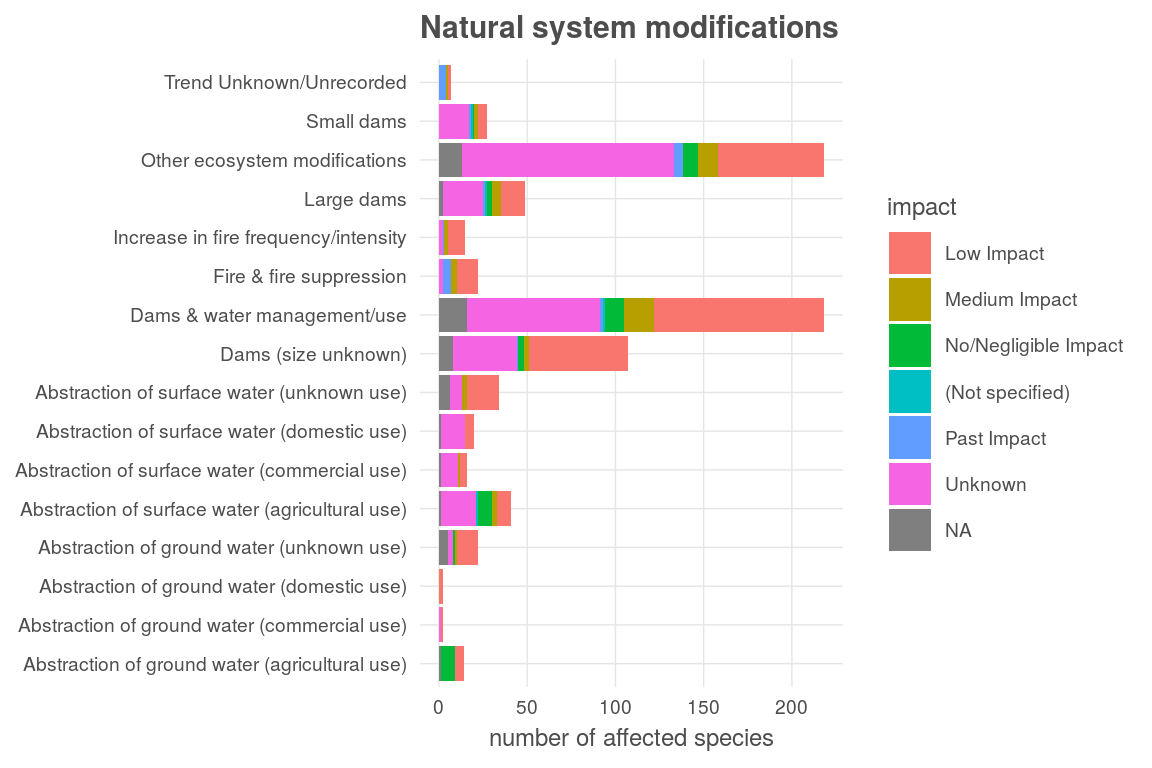 Natural system modifications
Trend Unknown/Unrecorded
Small dams
Other ecosystem modifications
Large dams
Increase in fire frequency/intensity
Fire & fire suppression
Dams & water management/use
Dams (size unknown)
Abstraction of surface water (unknown use)
Abstraction of surface water (domestic use)
Abstraction of surface water (commercial use)
Abstraction of surface water (agricultural use)
Abstraction of ground water (unknown use)
Abstraction of ground water (domestic use)
Abstraction of ground water (commercial use)
Abstraction of ground water (agricultural use)
0 50 100 150 200
number of affected species
impact
Low Impact
Medium Impact
No/Negligible Impact
(Not specified)
Past Impact
Unknown
NA